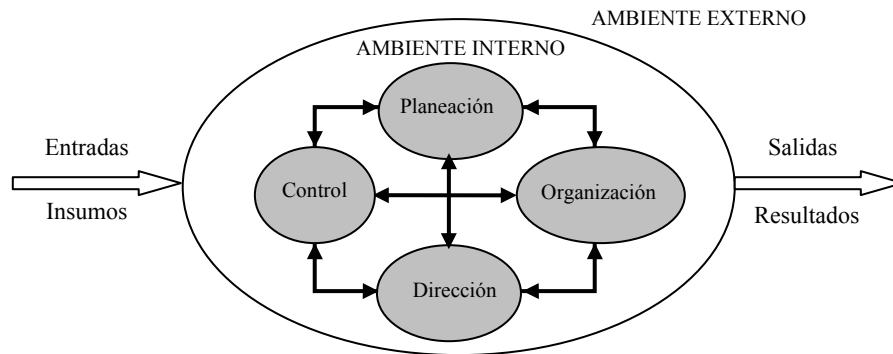 AMBIENTE EXTERNO
AMBIENTE INTERNO
Planeación
Entradas
Salidas
Control
Organización
Insumos
Resultados
Dirección